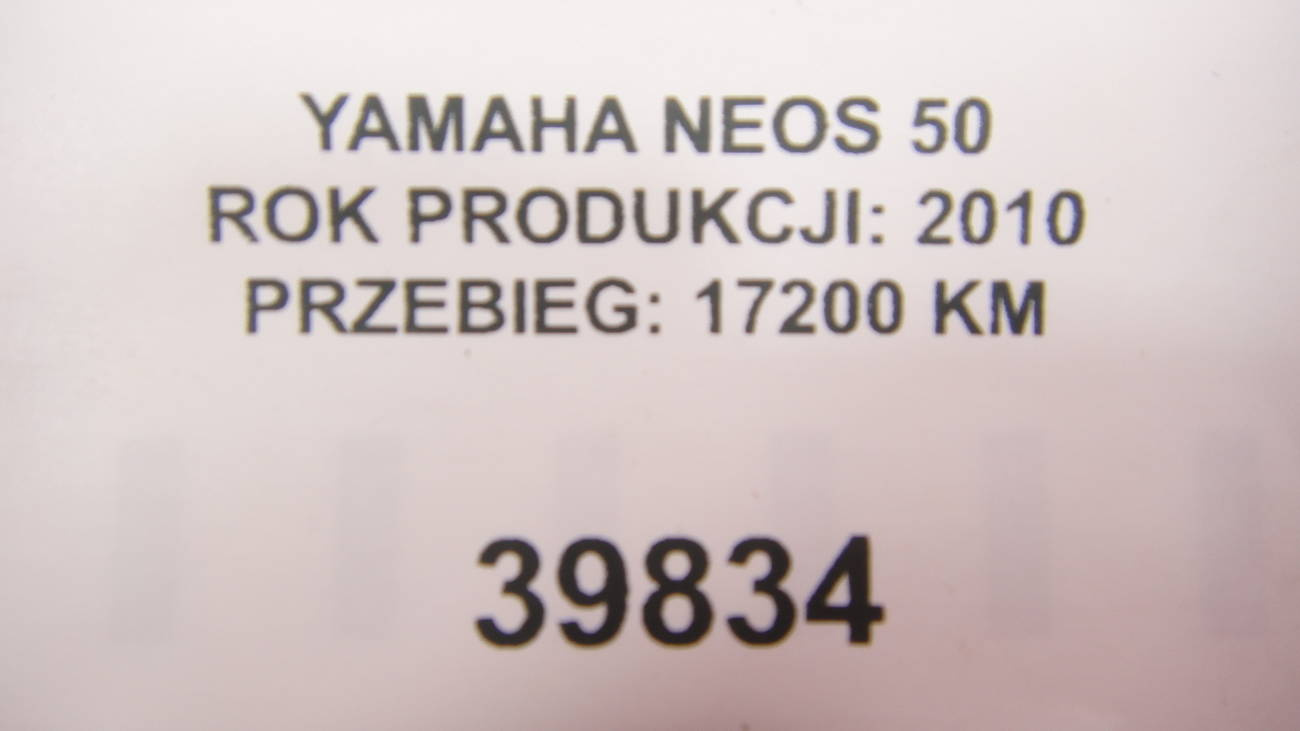 YAMAHA NEOS 50
ROK PRODUKCJI: 2010
PRZEBIEG: 17200 KM
39834